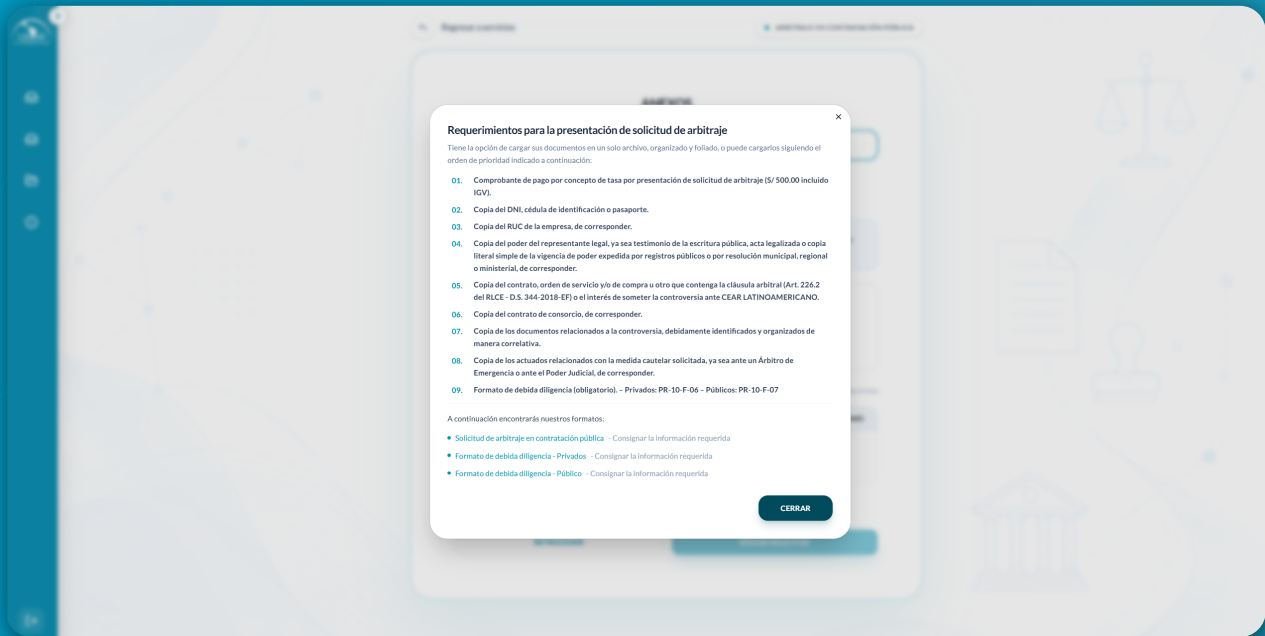 Regresar a servicios
ARBITRAJE EN CONTRATACIÓN PÚBLICA
ANEXOS
Requerimientos para la presentación de solicitud de arbitraje
Tiene la opción de cargar sus documentos en un solo archivo, organizado y foliado, o puede cargarlos siguiendo el
orden de prioridad indicado a continuación:
01. Comprobante de pago por concepto de tasa por presentación de solicitud de arbitraje (S/ 500.00 incluido
IGV).
02. Copia del DNI, cédula de identificación o pasaporte.
03. Copia del RUC de la empresa, de corresponder.
04. Copia del poder del representante legal, ya sea testimonio de la escritura pública, acta legalizada o copia
literal simple de la vigencia de poder expedida por registros públicos o por resolución municipal, regional
o ministerial, de corresponder.
05. Copia del contrato, orden de servicio y/o de compra u otro que contenga la cláusula arbitral (Art. 226.2
del RLCE - D.S. 344-2018-EF) o el interés de someter la controversia ante CEAR LATINOAMERICANO.
06. Copia del contrato de consorcio, de corresponder.
07. Copia de los documentos relacionados a la controversia, debidamente identificados y organizados de
manera correlativa.
08. Copia de los actuados relacionados con la medida cautelar solicitada, ya sea ante un Árbitro de
Emergencia o ante el Poder Judicial, de corresponder.
09. Formato de debida diligencia (obligatorio). – Privados: PR-10-F-06 – Públicos: PR-10-F-07
A continuación encontrarás nuestros formatos:
• Solicitud de arbitraje en contratación pública - Consignar la información requerida
• Formato de debida diligencia - Privados - Consignar la información requerida
• Formato de debida diligencia - Público - Consignar la información requerida
CERRAR